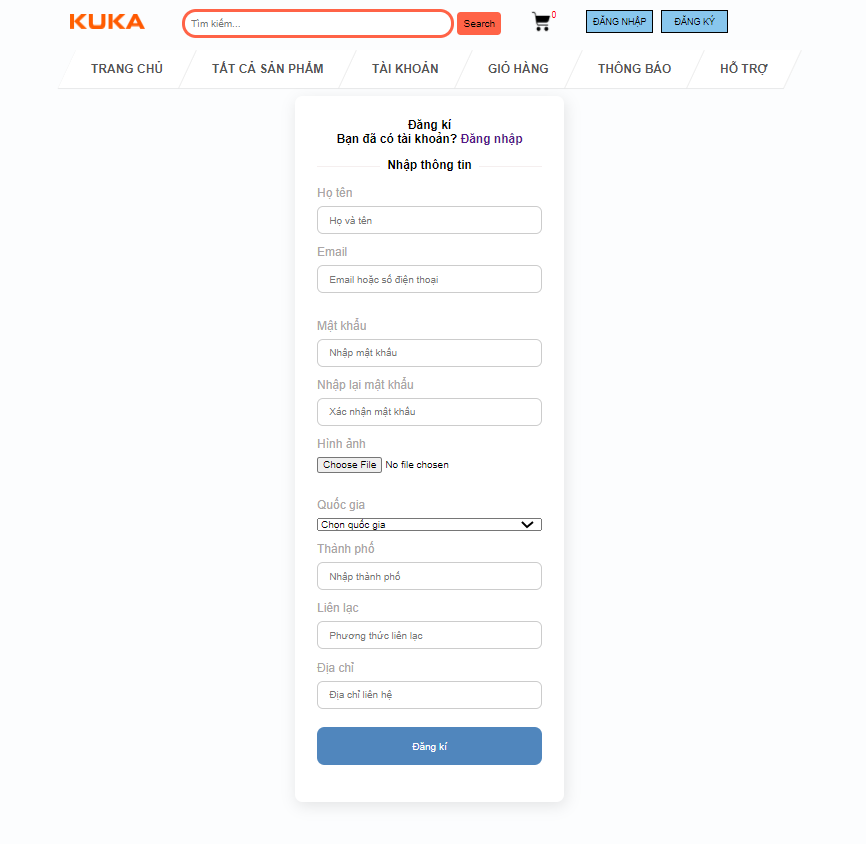 KUKA
Tìm kiếm...
Search
0
ĐĂNG NHẬP
ĐĂNG KÝ
TRANG CHỦ
TẤT CẢ SẢN PHẨM
TÀI KHOẢN
GIỎ HÀNG
THÔNG BÁO
HỖ TRỢ
Đăng kí
Bạn đã có tài khoản? Đăng nhập
Nhập thông tin
Họ tên
Họ và tên
Email
Email hoặc số điện thoại
Mật khẩu
Nhập mật khẩu
Nhập lại mật khẩu
Xác nhận mật khẩu
Hình ảnh
Choose File No file chosen
Quốc gia
Chọn quốc gia
Thành phố
Nhập thành phố
Liên lạc
Phương thức liên lạc
Địa chỉ
Địa chỉ liên hệ
Đăng kí